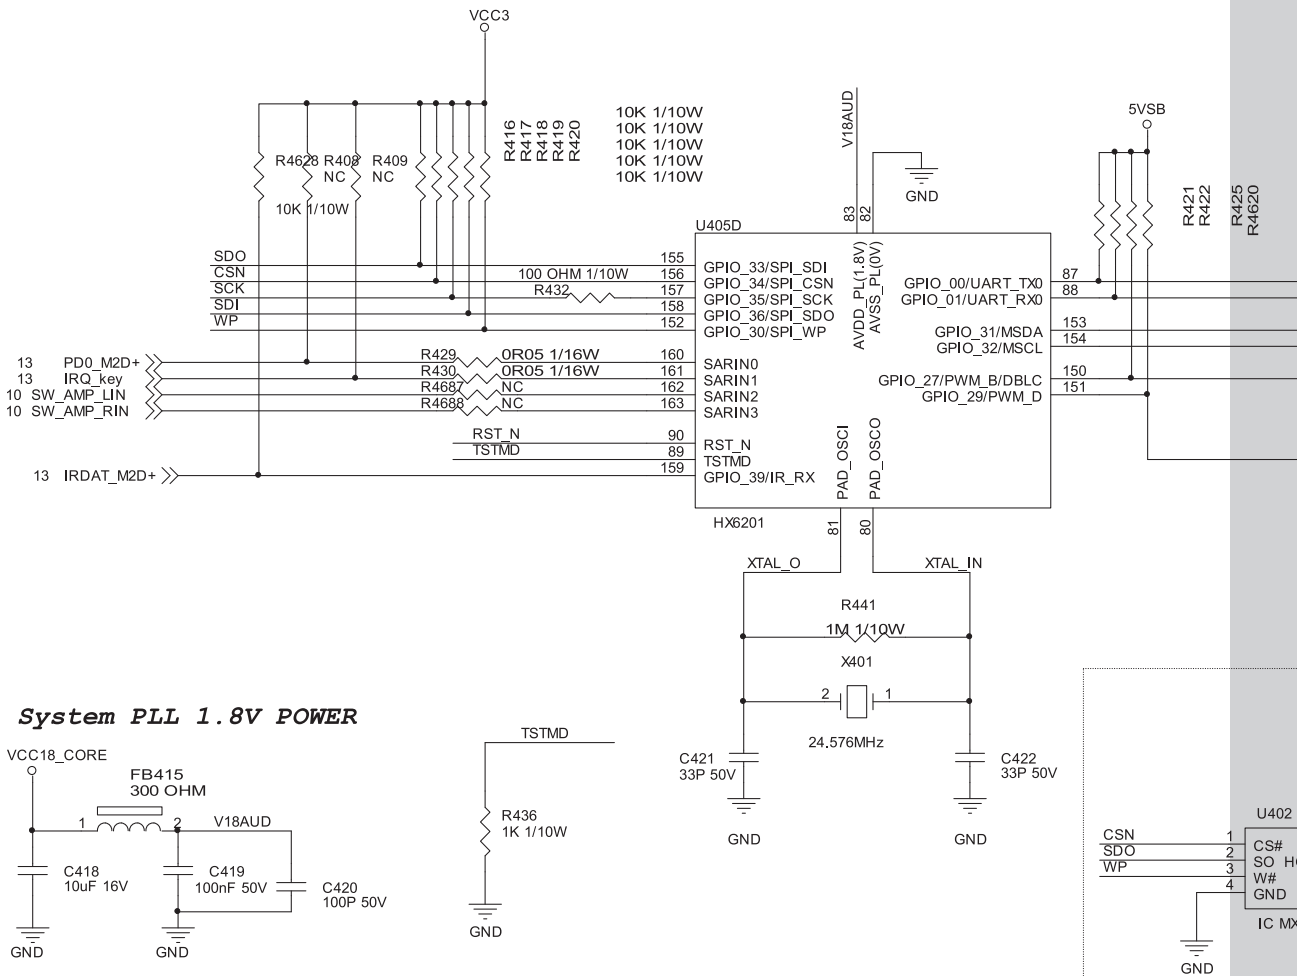 VCC3
R4628 R408 R409
NC NC
10K 1/10W
R416
R417
R418
R419
R420
10K 1/10W
10K 1/10W
10K 1/10W
10K 1/10W
10K 1/10W
V18AUD
GND
5VSB
R421
R422
R425
R4620
U405D
83
82
AVDD_PL(1.8V)
AVSS_PL(0V)
SDO
CSN
SCK
SDI
WP
100 OHM 1/10W
R432
155 GPIO_33/SPI_SDI
156 GPIO_34/SPI_CSN
157 GPIO_35/SPI_SCK
158 GPIO_36/SPI_SDO
152 GPIO_30/SPI_WP
GPIO_00/UART_TX0 87
GPIO_01/UART_RX0 88
GPIO_31/MSDA 153
GPIO_32/MSCL 154
GPIO_27/PWM_B/DBLC 150
GPIO_29/PWM_D 151
13 PD0_M2D+ R429 0R05 1/16W 160 SARIN0
13 IRQ_key R430 0R05 1/16W 161 SARIN1
10 SW_AMP_LIN R4687 NC 162 SARIN2
10 SW_AMP_RIN R4688 NC 163 SARIN3
RST_N 90 RST_N
TSTMD 89 TSTMD
13 IRDAT_M2D+ 159 GPIO_39/IR_RX
PAD_OSCI
PAD_OSCO
HX6201
81
80
XTAL_O XTAL_IN
R441
1M 1/10W
X401
2 1
24.576MHz
C421
33P 50V
C422
33P 50V
GND GND
System PLL 1.8V POWER
VCC18_CORE
FB415
300 OHM
1 2 V18AUD
C418
10uF 16V
C419
100nF 50V
C420
100P 50V
GND GND
TSTMD
R436
1K 1/10W
GND
U402
CSN 1 CS#
SDO 2 SO
WP 3 W#
4 GND
IC MX
GND